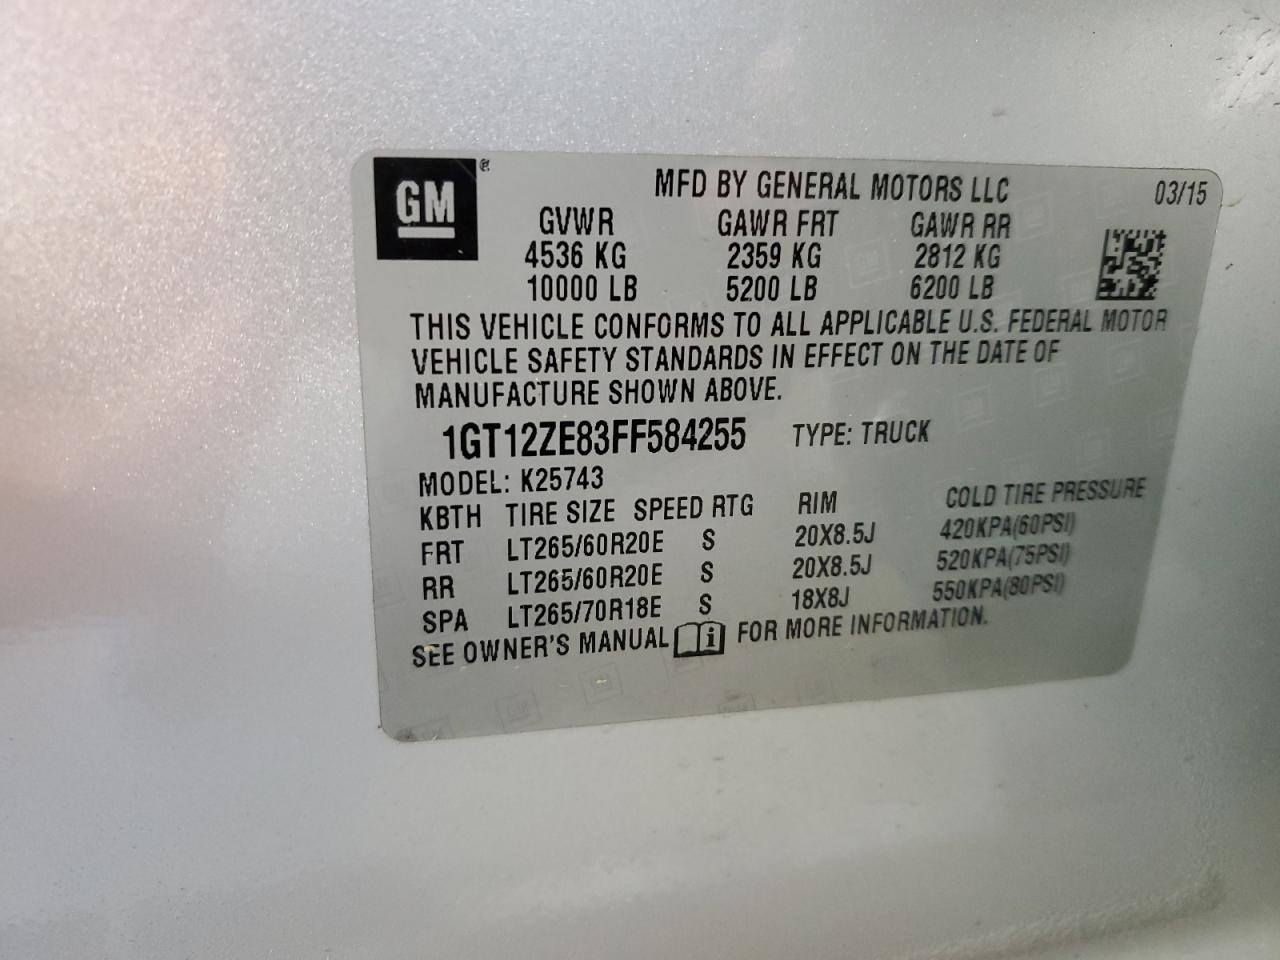 GM ®
MFD BY GENERAL MOTORS LLC 03/15
GVWR GAWR FRT GAWR RR
4536 KG 2359 KG 2812 KG
10000 LB 5200 LB 6200 LB
THIS VEHICLE CONFORMS TO ALL APPLICABLE U.S. FEDERAL MOTOR
VEHICLE SAFETY STANDARDS IN EFFECT ON THE DATE OF
MANUFACTURE SHOWN ABOVE.
1GT12ZE83FF584255 TYPE: TRUCK
MODEL: K25743
KBTH TIRE SIZE SPEED RTG RIM COLD TIRE PRESSURE
FRT LT265/60R20E S 20X8.5J 420KPA(60PSI)
RR LT265/60R20E S 20X8.5J 520KPA(75PSI)
SPA LT265/70R18E S 18X8J 550KPA(80PSI)
SEE OWNER'S MANUAL i FOR MORE INFORMATION.